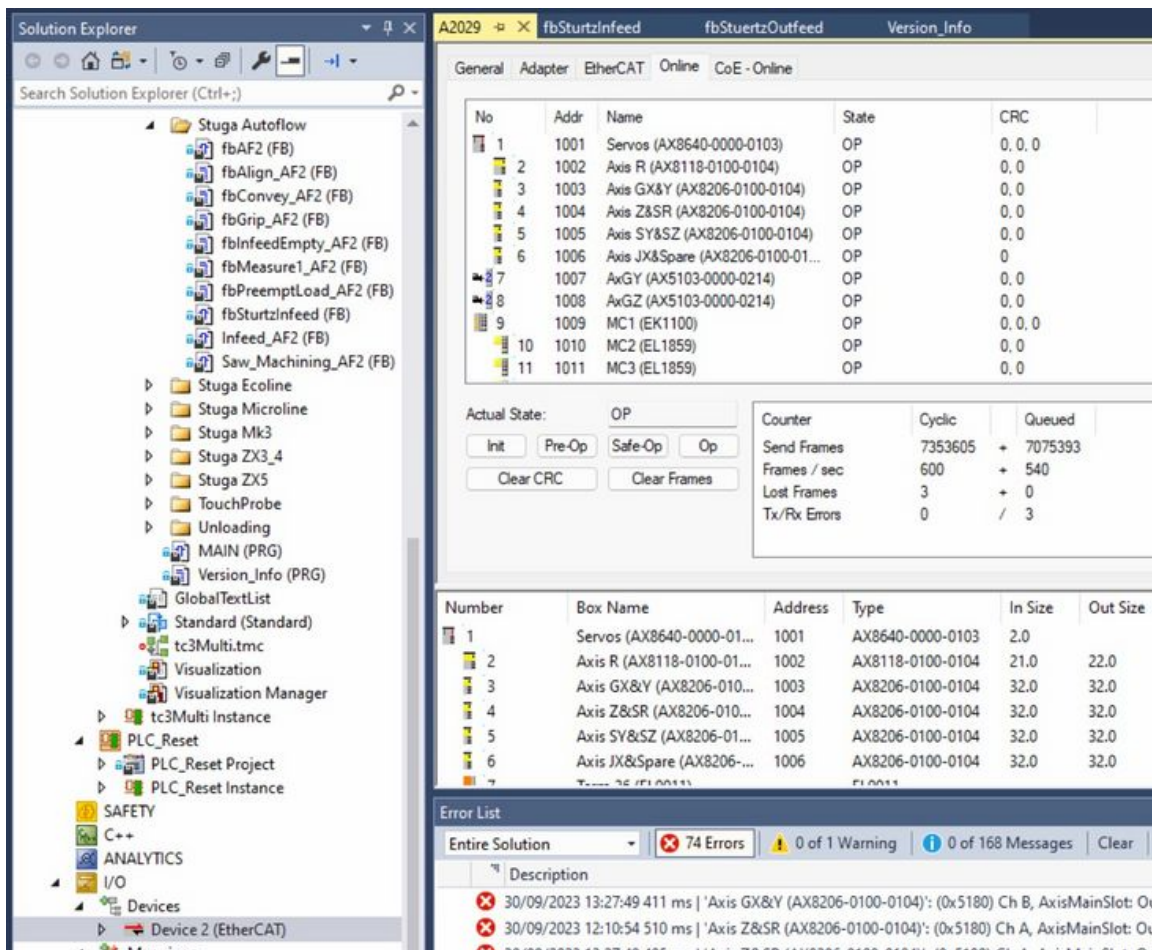 Solution Explorer
Search Solution Explorer (Ctrl+;)
Stuga Autoflow
fbAF2 (FB)
fbAlign_AF2 (FB)
fbConvey_AF2 (FB)
fbGrip_AF2 (FB)
fbInfeedEmpty_AF2 (FB)
fbMeasure1_AF2 (FB)
fbPreemptLoad_AF2 (FB)
fbSturtzInfeed (FB)
Infeed_AF2 (FB)
Saw_Machining_AF2 (FB)
Stuga Ecoline
Stuga Microline
Stuga Mk3
Stuga ZX3_4
Stuga ZX5
TouchProbe
Unloading
MAIN (PRG)
Version_Info (PRG)
GlobalTextList
Standard (Standard)
tc3Multi.tmc
Visualization
Visualization Manager
tc3Multi Instance
PLC_Reset
PLC_Reset Project
PLC_Reset Instance
SAFETY
C++
ANALYTICS
I/O
Devices
Device 2 (EtherCAT)
A2029 fbSturtzInfeed fbStuertzOutfeed Version_Info
General Adapter EtherCAT Online CoE - Online
No Addr Name State CRC
1 1001 Servos (AX8640-0000-0103) OP 0, 0, 0
2 1002 Axis R (AX8118-0100-0104) OP 0, 0
3 1003 Axis GX&Y (AX8206-0100-0104) OP 0, 0
4 1004 Axis Z&SR (AX8206-0100-0104) OP 0, 0
5 1005 Axis SY&SZ (AX8206-0100-0104) OP 0, 0
6 1006 Axis JX&Spare (AX8206-0100-01... OP 0
7 1007 AxGY (AX5103-0000-0214) OP 0, 0
8 1008 AxGZ (AX5103-0000-0214) OP 0, 0
9 1009 MC1 (EK1100) OP 0, 0, 0
10 1010 MC2 (EL1859) OP 0, 0
11 1011 MC3 (EL1859) OP 0, 0
Actual State: OP
Init Pre-Op Safe-Op Op
Clear CRC Clear Frames
Counter Cyclic Queued
Send Frames 7353605 + 7075393
Frames / sec 600 + 540
Lost Frames 3 + 0
Tx/Rx Errors 0 / 3
Number Box Name Address Type In Size Out Size
1 Servos (AX8640-0000-01... 1001 AX8640-0000-0103 2.0
2 Axis R (AX8118-0100-01... 1002 AX8118-0100-0104 21.0 22.0
3 Axis GX&Y (AX8206-010... 1003 AX8206-0100-0104 32.0 32.0
4 Axis Z&SR (AX8206-010... 1004 AX8206-0100-0104 32.0 32.0
5 Axis SY&SZ (AX8206-01... 1005 AX8206-0100-0104 32.0 32.0
6 Axis JX&Spare (AX8206-... 1006 AX8206-0100-0104 32.0 32.0
Error List
Entire Solution 74 Errors 0 of 1 Warning 0 of 168 Messages Clear
Description
30/09/2023 13:27:49 411 ms | 'Axis GX&Y (AX8206-0100-0104)': (0x5180) Ch B, AxisMainSlot: Ou
30/09/2023 12:10:54 510 ms | 'Axis Z&SR (AX8206-0100-0104)': (0x5180) Ch A, AxisMainSlot: Ou